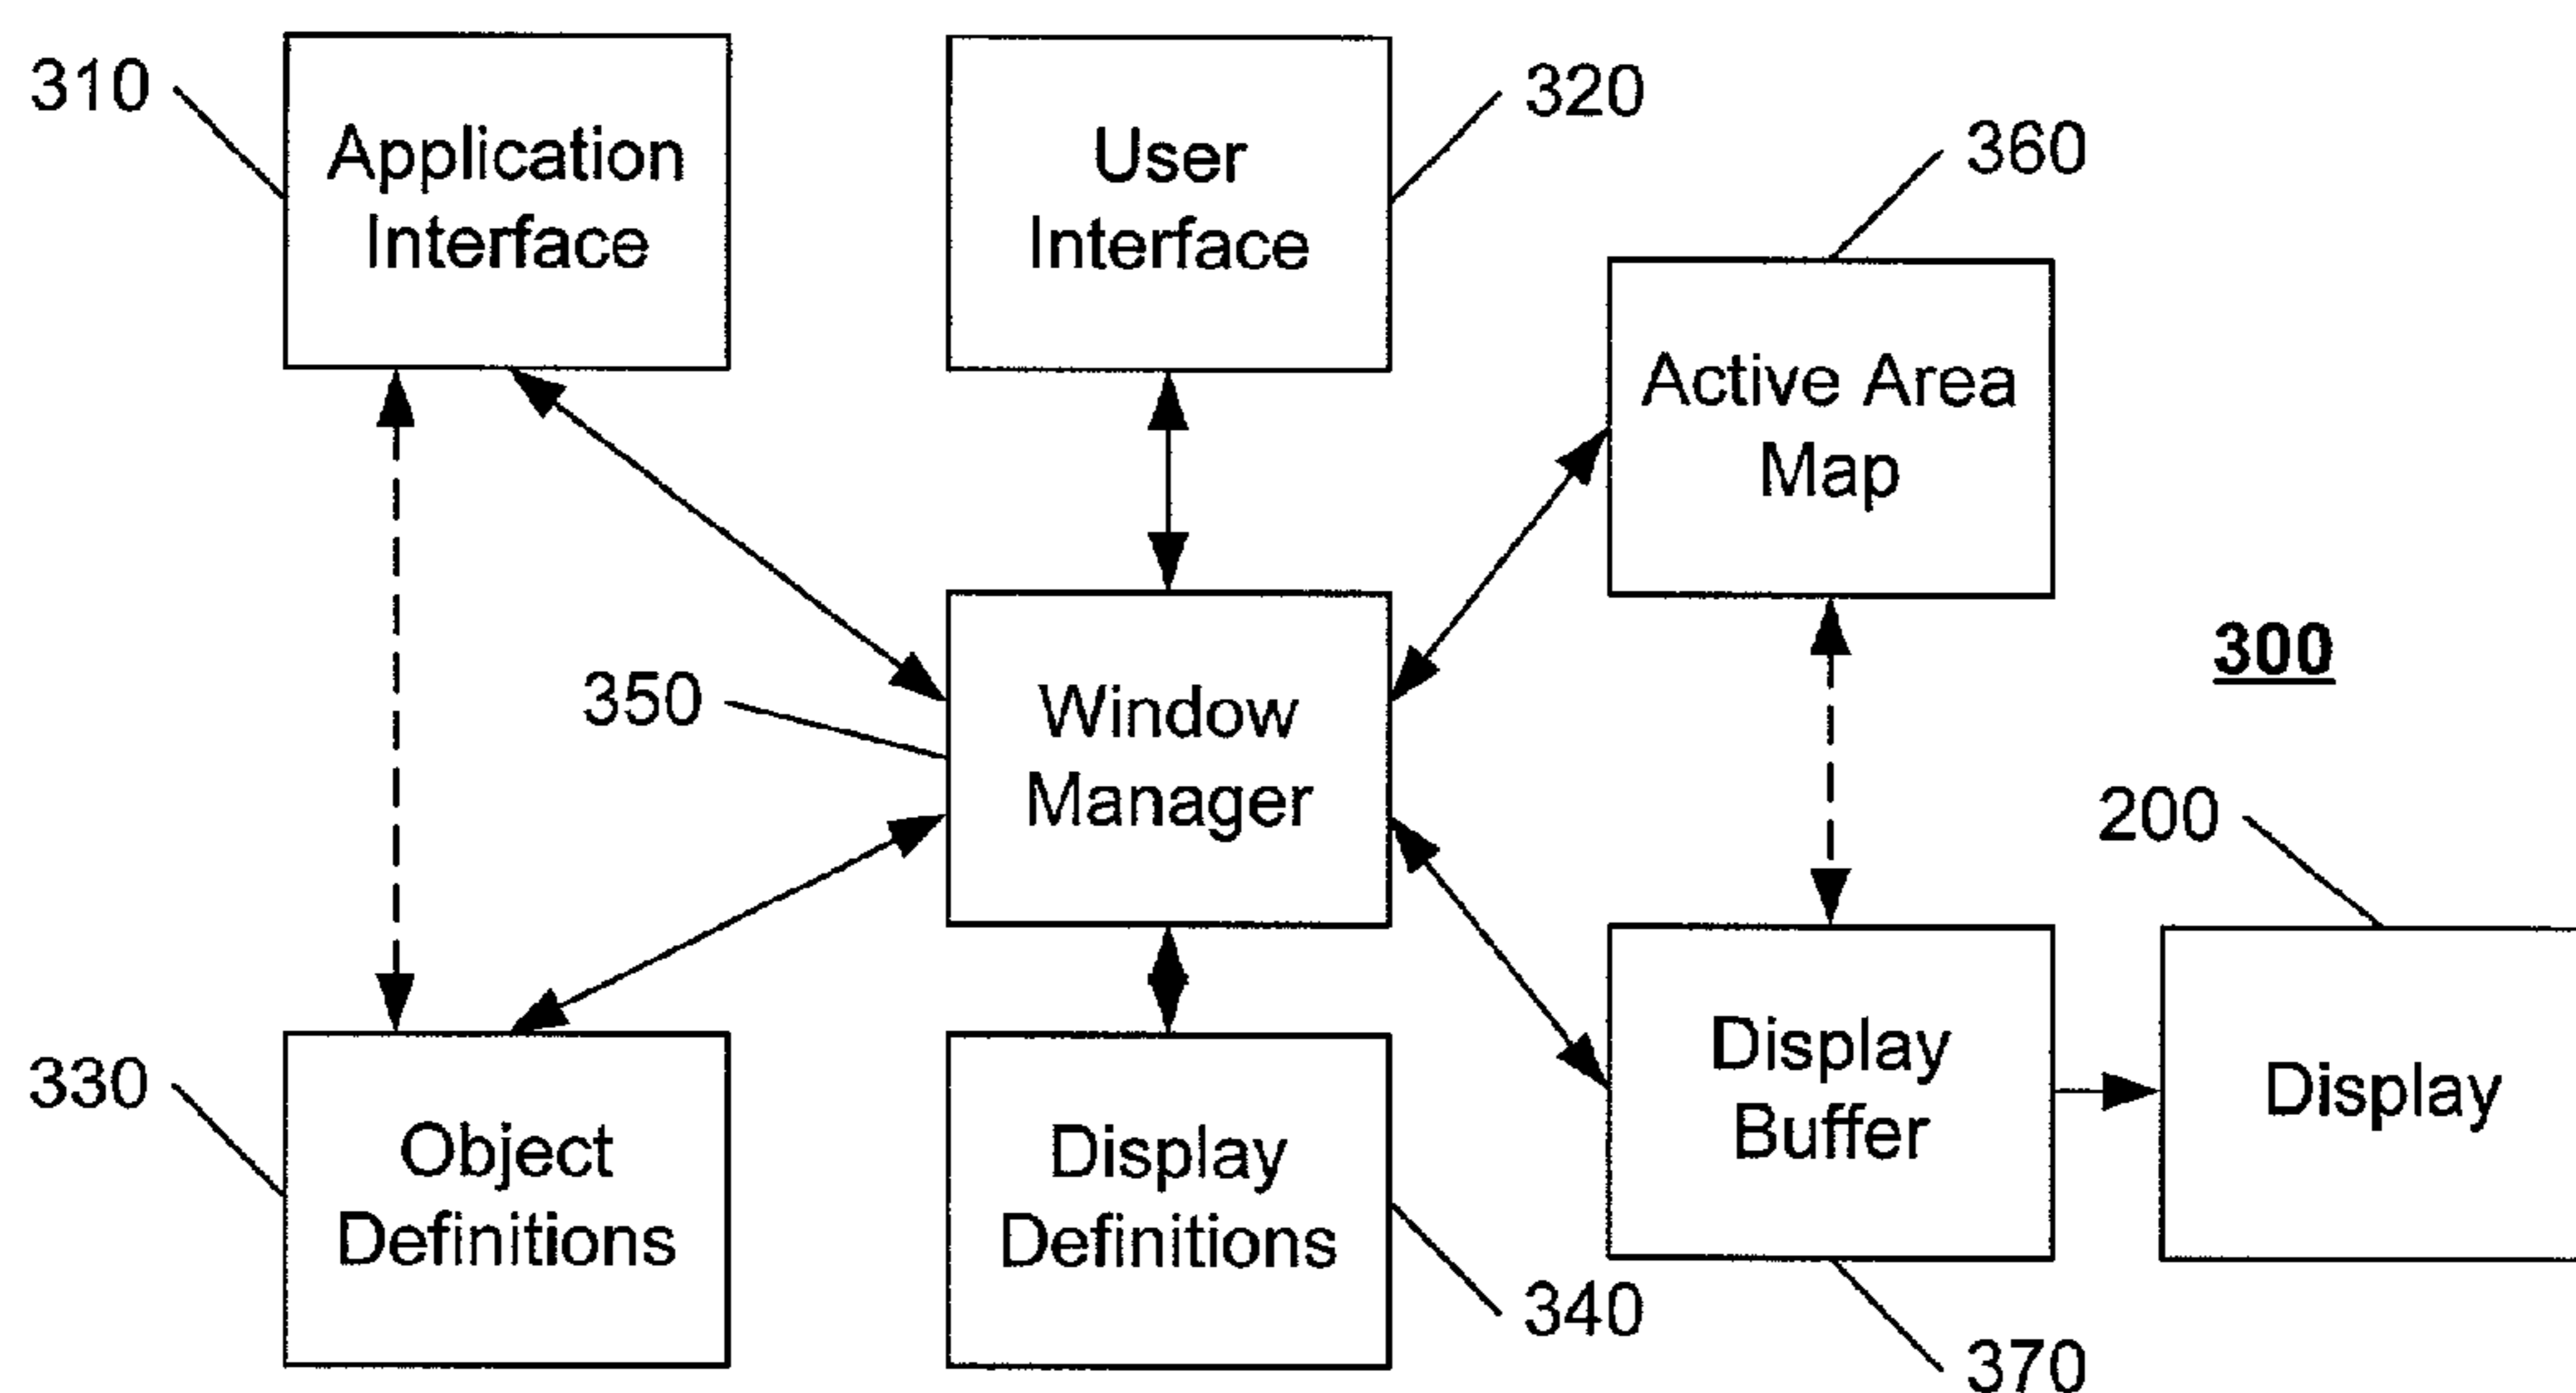 310
Application
Interface
User
Interface
320
360
Active Area
Map
300
350
Window
Manager
200
330
Object
Definitions
Display
Definitions
340
Display
Buffer
370
Display